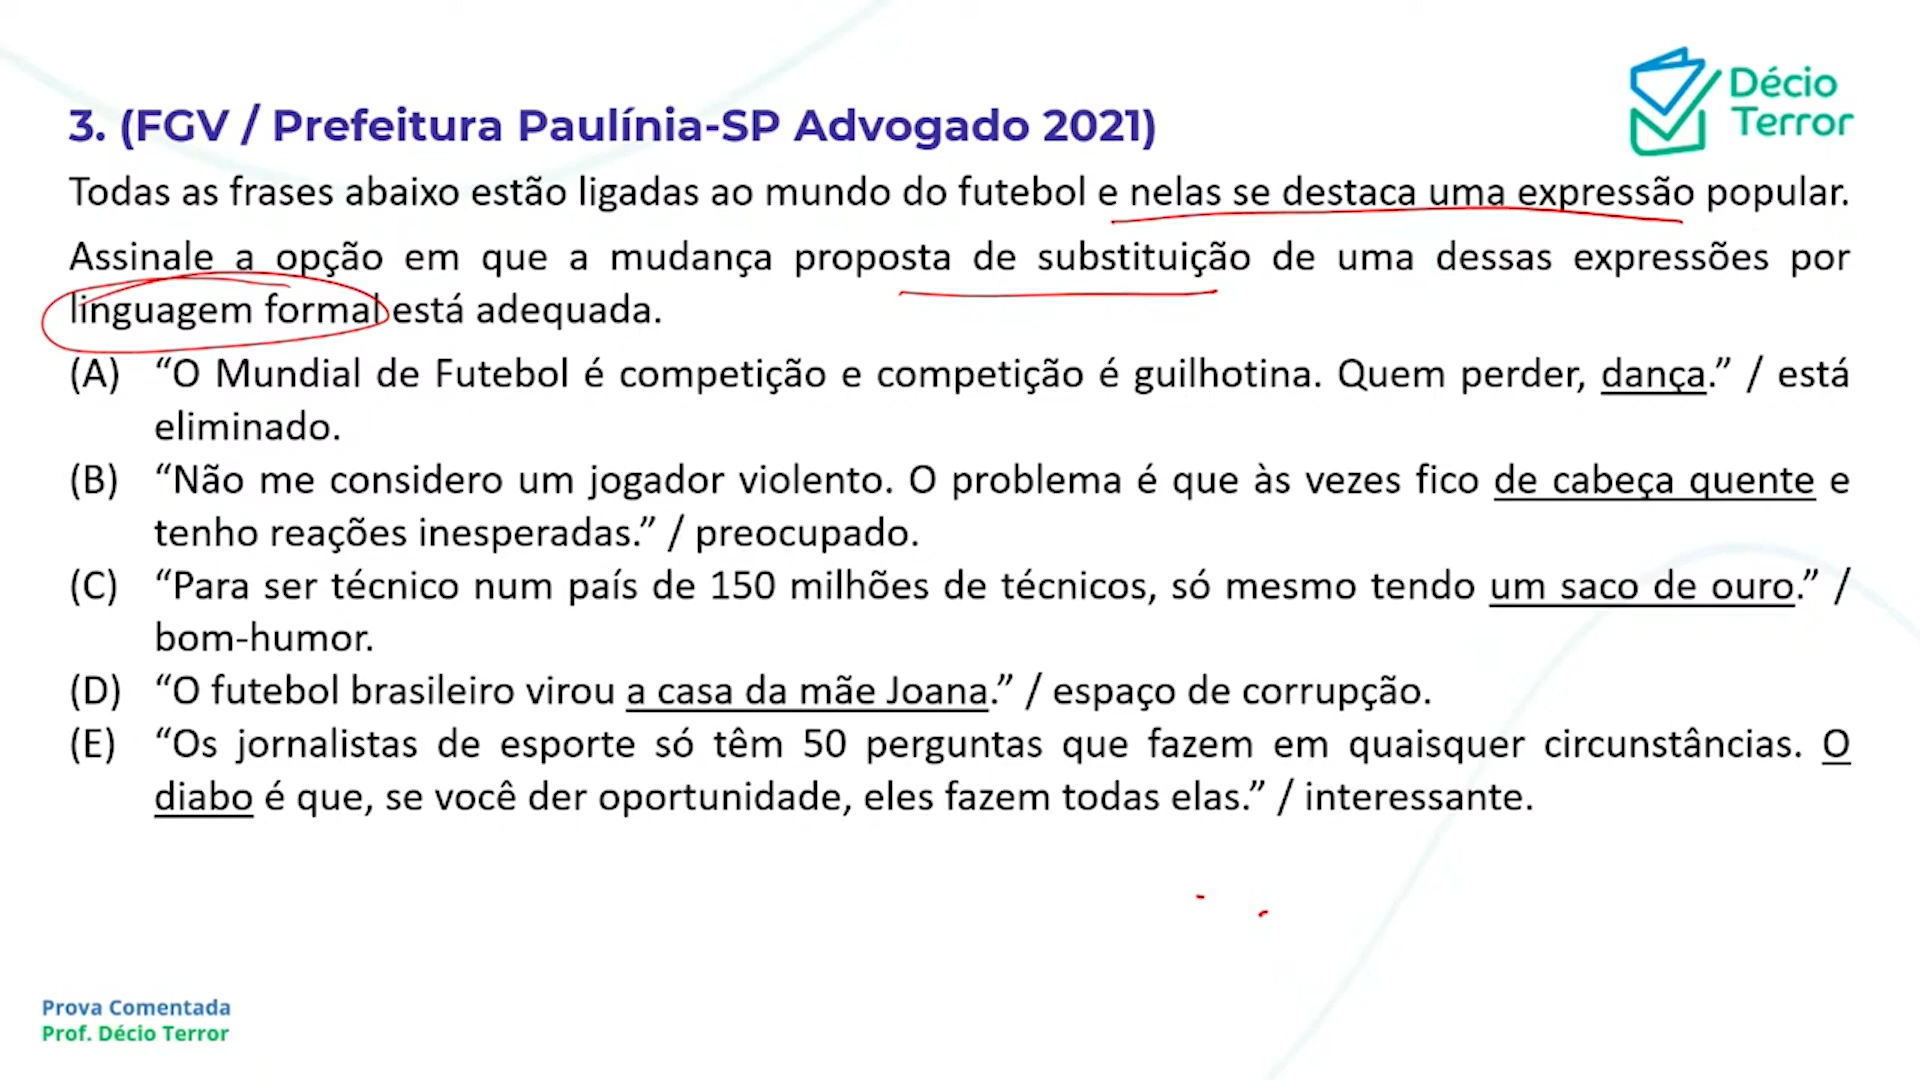 Décio
Terror
3. (FGV / Prefeitura Paulínia-SP Advogado 2021)
Todas as frases abaixo estão ligadas ao mundo do futebol e nelas se destaca uma expressão popular.
Assinale a opção em que a mudança proposta de substituição de uma dessas expressões por
linguagem formal está adequada.
(A) “O Mundial de Futebol é competição e competição é guilhotina. Quem perder, dança.” / está
eliminado.
(B) “Não me considero um jogador violento. O problema é que às vezes fico de cabeça quente e
tenho reações inesperadas.” / preocupado.
(C) “Para ser técnico num país de 150 milhões de técnicos, só mesmo tendo um saco de ouro.” /
bom-humor.
(D) “O futebol brasileiro virou a casa da mãe Joana.” / espaço de corrupção.
(E) “Os jornalistas de esporte só têm 50 perguntas que fazem em quaisquer circunstâncias. O
diabo é que, se você der oportunidade, eles fazem todas elas.” / interessante.
Prova Comentada
Prof. Décio Terror